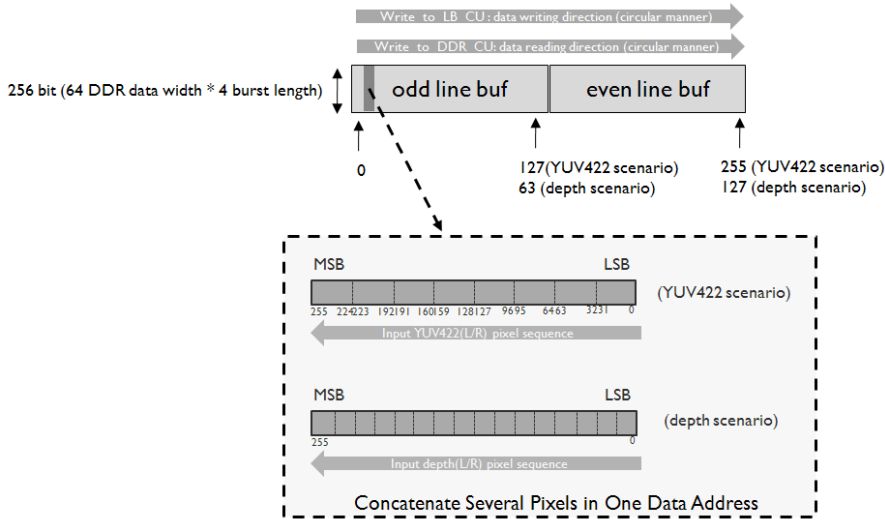 Write to LB CU: data writing direction (circular manner)
Write to DDR CU: data reading direction (circular manner)
256 bit (64 DDR data width * 4 burst length)
odd line buf
even line buf
0
127(YUV422 scenario)
63 (depth scenario)
255 (YUV422 scenario)
127 (depth scenario)
MSB
LSB
(YUV422 scenario)
255 224223 192191 160159 128127 9695 6463 3231 0
Input YUV422(L/R) pixel sequence
MSB
LSB
(depth scenario)
255 0
Input depth(L/R) pixel sequence
Concatenate Several Pixels in One Data Address